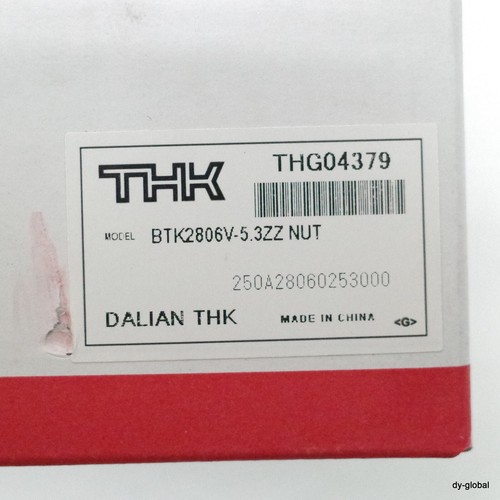 THK
THG04379
MODEL BTK2806V-5.3ZZ NUT
250A28060253000
DALIAN THK
MADE IN CHINA
<G>
dy-global